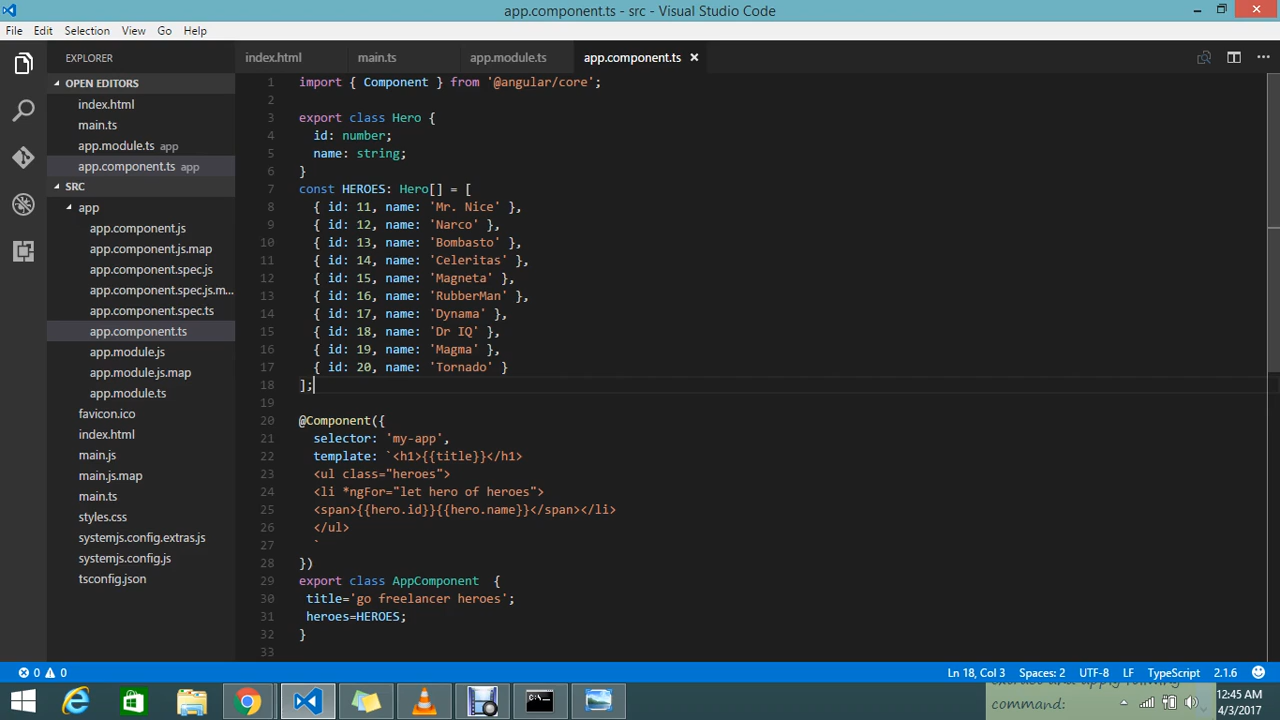 app.component.ts - src - Visual Studio Code
File Edit Selection View Go Help
EXPLORER
OPEN EDITORS
index.html
main.ts
app.module.ts app
app.component.ts app
SRC
app
app.component.js
app.component.js.map
app.component.spec.js
app.component.spec.js.m...
app.component.spec.ts
app.component.ts
app.module.js
app.module.js.map
app.module.ts
favicon.ico
index.html
main.js
main.js.map
main.ts
styles.css
systemjs.config.extras.js
systemjs.config.js
tsconfig.json
index.html main.ts app.module.ts app.component.ts
1 import { Component } from '@angular/core';
2
3 export class Hero {
4 id: number;
5 name: string;
6 }
7 const HEROES: Hero[] = [
8 { id: 11, name: 'Mr. Nice' },
9 { id: 12, name: 'Narco' },
10 { id: 13, name: 'Bombasto' },
11 { id: 14, name: 'Celeritas' },
12 { id: 15, name: 'Magneta' },
13 { id: 16, name: 'RubberMan' },
14 { id: 17, name: 'Dynama' },
15 { id: 18, name: 'Dr IQ' },
16 { id: 19, name: 'Magma' },
17 { id: 20, name: 'Tornado' }
18 ];
19
20 @Component({
21 selector: 'my-app',
22 template: `<h1>{{title}}</h1>
23 <ul class="heroes">
24 <li *ngFor="let hero of heroes">
25 <span>{{hero.id}}{{hero.name}}</span></li>
26 </ul>
27 `
28 })
29 export class AppComponent {
30 title='go freelancer heroes';
31 heroes=HEROES;
32 }
33
0 0
Ln 18, Col 3 Spaces: 2 UTF-8 LF TypeScript 2.1.6
command:
12:45 AM
4/3/2017